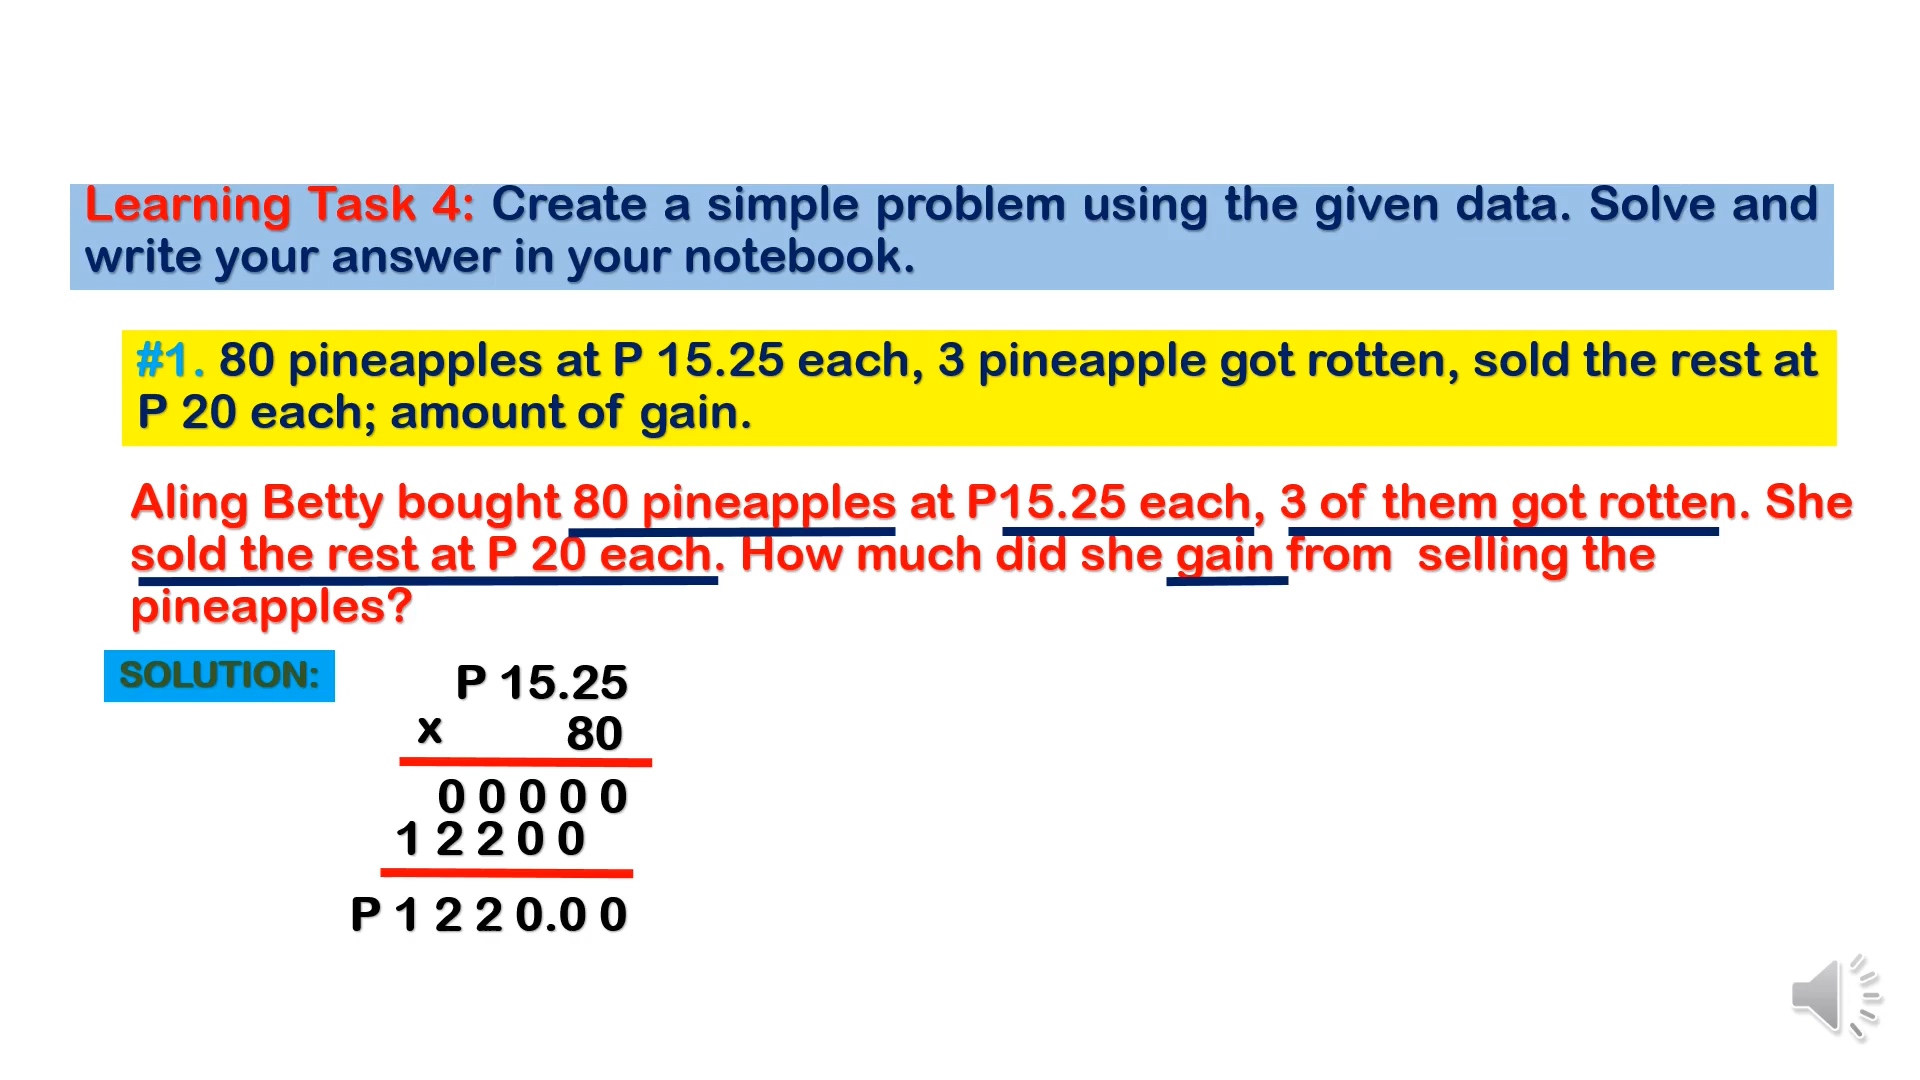 Learning Task 4: Create a simple problem using the given data. Solve and
write your answer in your notebook.
#1. 80 pineapples at P 15.25 each, 3 pineapple got rotten, sold the rest at
P 20 each; amount of gain.
Aling Betty bought 80 pineapples at P15.25 each, 3 of them got rotten. She
sold the rest at P 20 each. How much did she gain from selling the
pineapples?
SOLUTION:
P 15.25
x 80
0 0 0 0 0
1 2 2 0 0
P 1 2 2 0.0 0